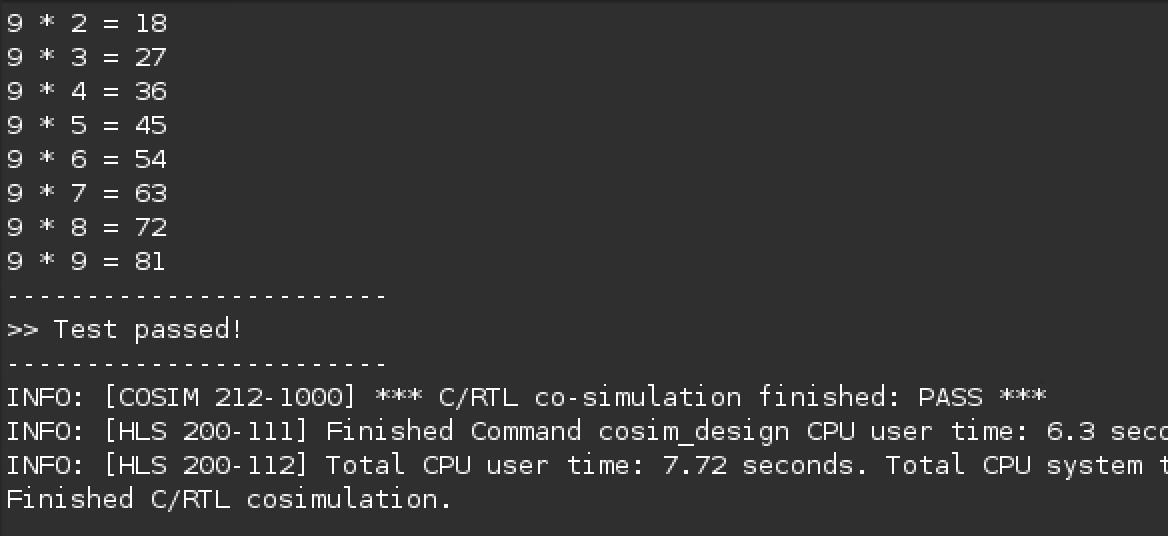 9 * 2 = 18
9 * 3 = 27
9 * 4 = 36
9 * 5 = 45
9 * 6 = 54
9 * 7 = 63
9 * 8 = 72
9 * 9 = 81
------------------------
>> Test passed!
------------------------
INFO: [COSIM 212-1000] *** C/RTL co-simulation finished: PASS ***
INFO: [HLS 200-111] Finished Command cosim_design CPU user time: 6.3 seco
INFO: [HLS 200-112] Total CPU user time: 7.72 seconds. Total CPU system t
Finished C/RTL cosimulation.